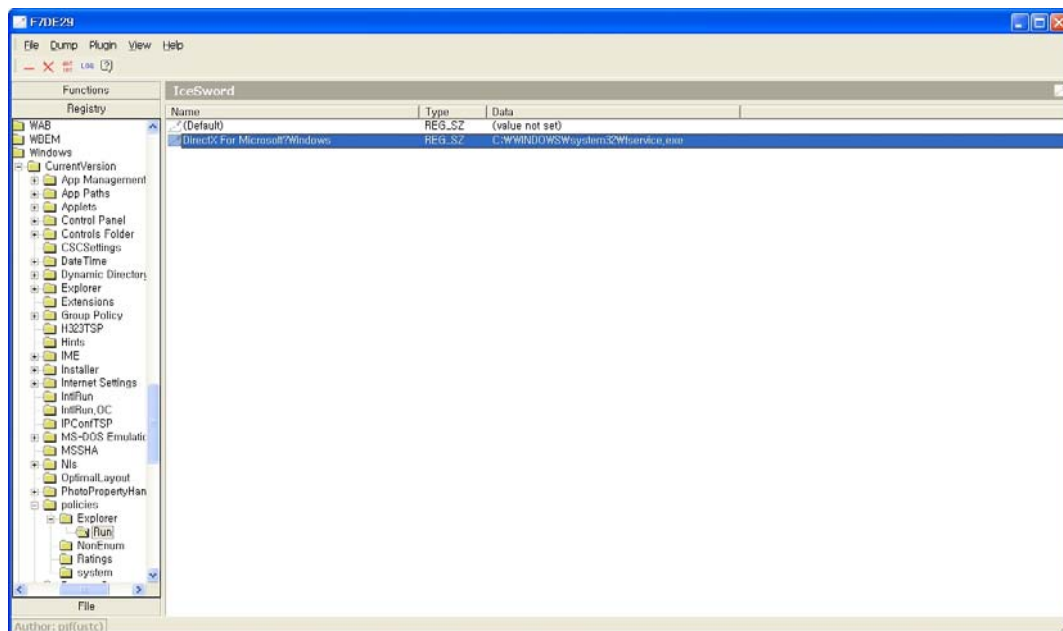 F7DE29
File Dump Plugin View Help
LOG
Functions
Registry
WAB
WBEM
Windows
CurrentVersion
App Management
App Paths
Applets
Control Panel
Controls Folder
CSCSettings
DateTime
Dynamic Directory
Explorer
Extensions
Group Policy
H323TSP
Hints
IME
Installer
Internet Settings
IntlRun
IntlRun.OC
IPConfTSP
MS-DOS Emulatic
MSSHA
Nls
OptimalLayout
PhotoPropertyHan
policies
Explorer
Run
NonEnum
Ratings
system
File
IceSword
Name Type Data
(Default) REG_SZ (value not set)
DirectX For Microsoft?Windows REG_SZ C:₩WINDOWS₩system32₩fservice.exe
Author: pjf(ustc)